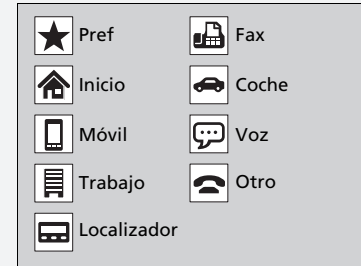 Pref
Fax
Inicio
Coche
Móvil
Voz
Trabajo
Otro
Localizador